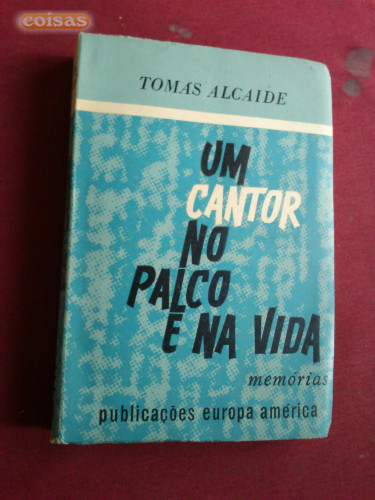 coisas
TOMÁS ALCAIDE
UM
CANTOR
NO
PALCO
E NA VIDA
memórias
publicações europa américa